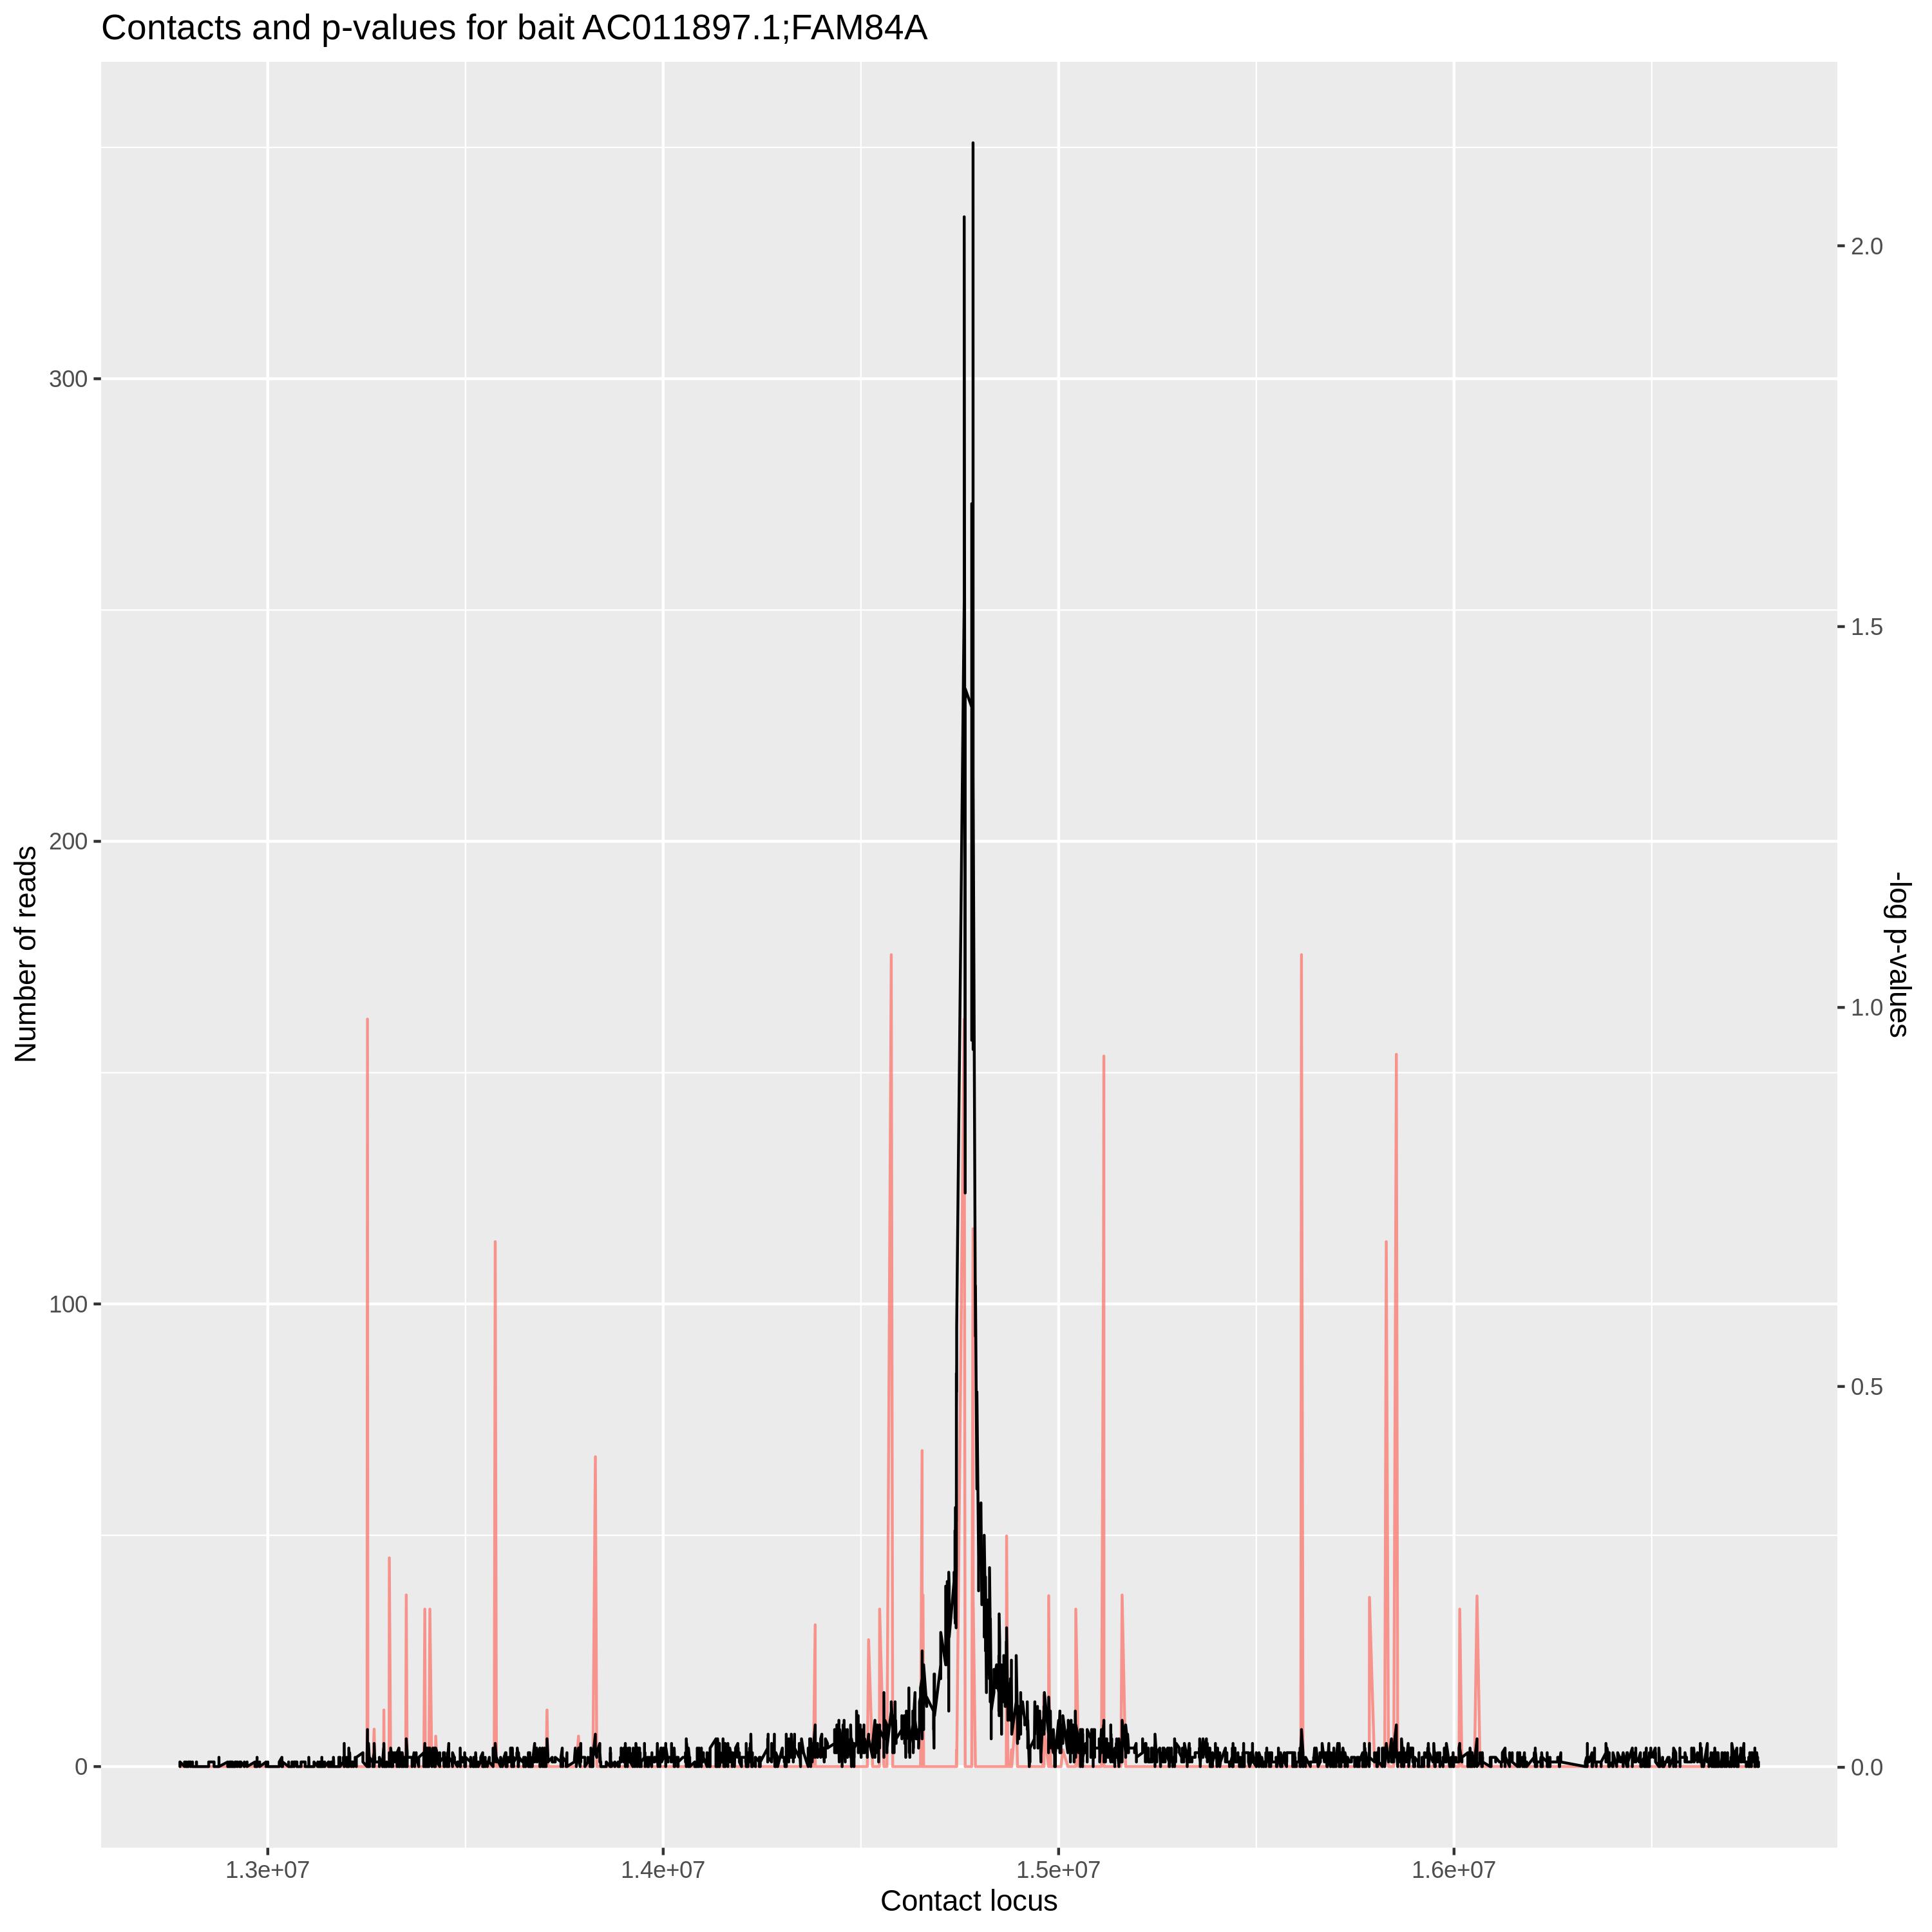 Contacts and p-values for bait AC011897.1;FAM84A
Number of reads
300
200
100
0
2.0
1.5
1.0
0.5
0.0
-log p-values
1.3e+07
1.4e+07
1.5e+07
1.6e+07
Contact locus